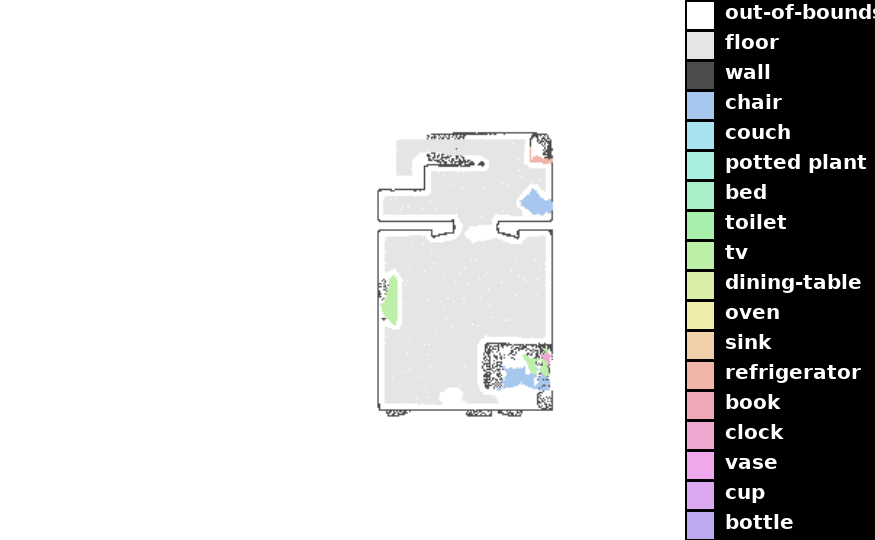 out-of-bounds
floor
wall
chair
couch
potted plant
bed
toilet
tv
dining-table
oven
sink
refrigerator
book
clock
vase
cup
bottle